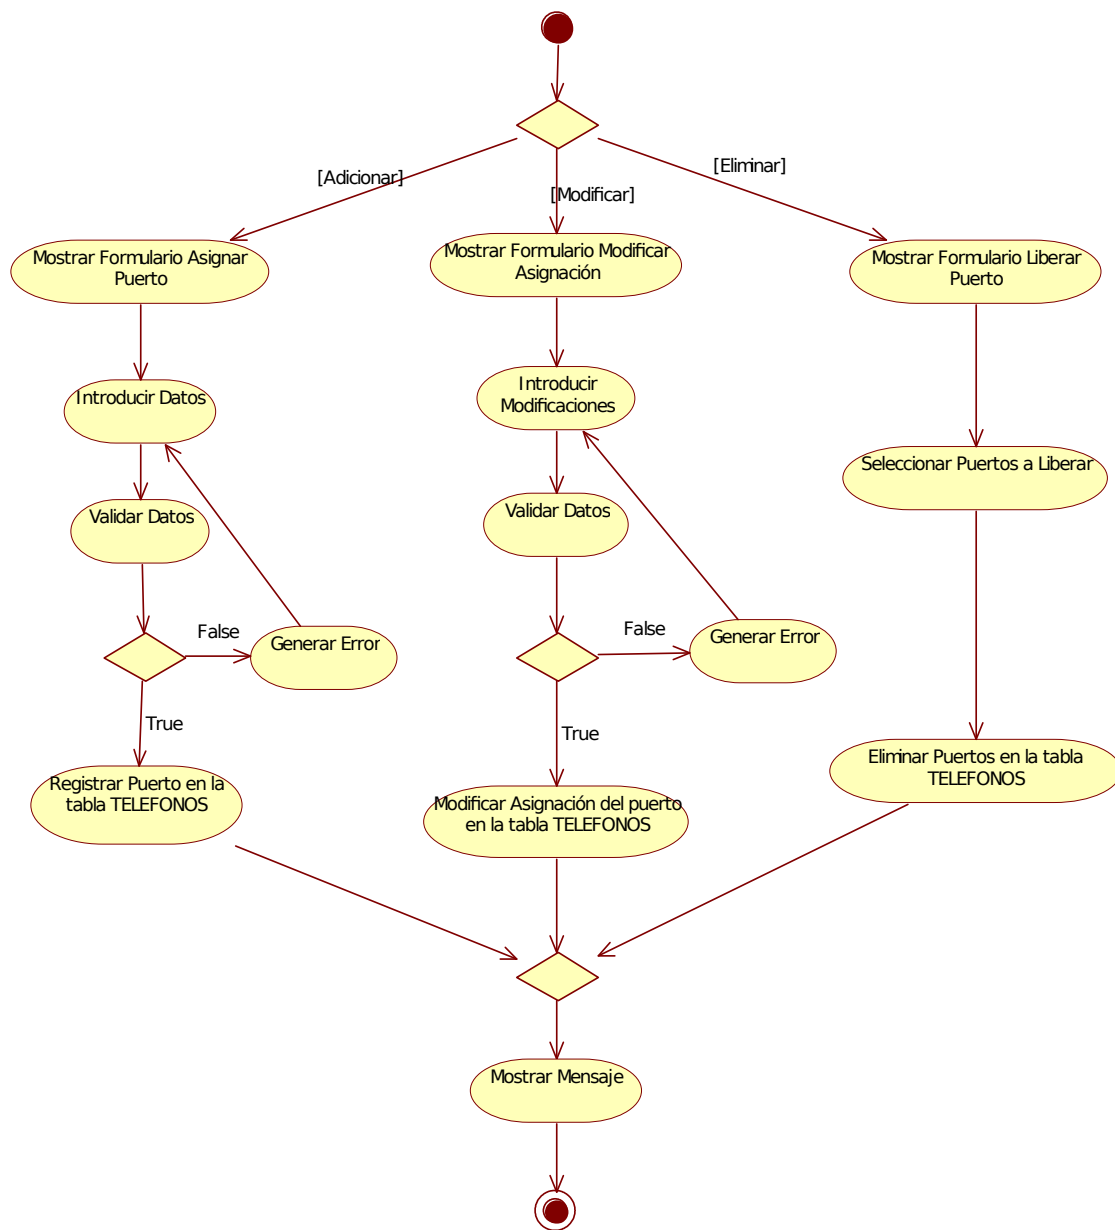 [Eliminar]
[Adicionar]
[Modificar]
Mostrar Formulario Asignar
Puerto
Mostrar Formulario Modificar
Asignación
Mostrar Formulario Liberar
Puerto
Introducir Datos
Introducir
Modificaciones
Seleccionar Puertos a Liberar
Validar Datos
Validar Datos
False
Generar Error
False
Generar Error
True
True
Registrar Puerto en la
tabla TELEFONOS
Modificar Asignación del puerto
en la tabla TELEFONOS
Eliminar Puertos en la tabla
TELEFONOS
Mostrar Mensaje